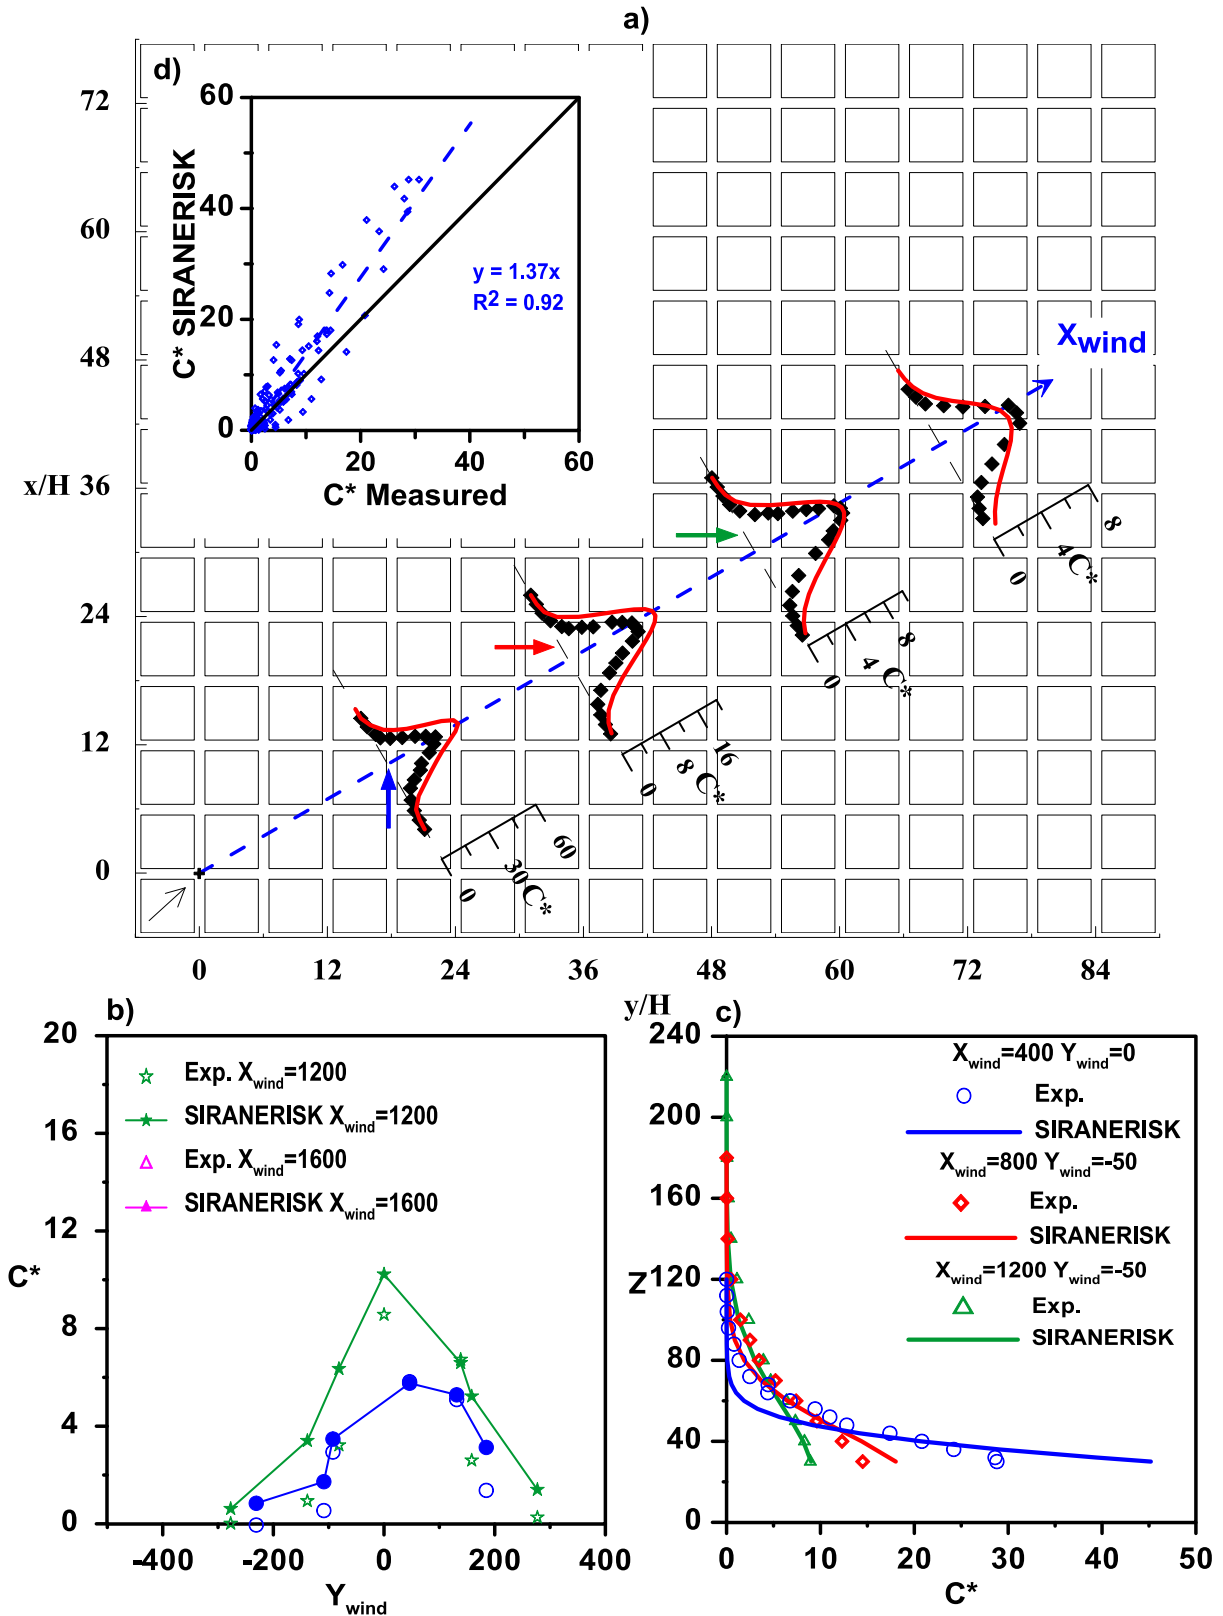 a)
d)
60
40
20
0
0 20 40 60
C* SIRANERISK
C* Measured
y = 1.37x
R2 = 0.92
72
60
48
36
24
12
0
x/H
Xwind
0 4 C* 8
0 4 C* 8
0 8 C* 16
0 30 C* 60
0 12 24 36 48 60 72 84
y/H
b)
20
16
12
8
4
0
C*
Exp. Xwind=1200
SIRANERISK Xwind=1200
Exp. Xwind=1600
SIRANERISK Xwind=1600
-400 -200 0 200 400
Ywind
c)
240
200
160
120
80
40
0
Z
Xwind=400 Ywind=0
Exp.
SIRANERISK
Xwind=800 Ywind=-50
Exp.
SIRANERISK
Xwind=1200 Ywind=-50
Exp.
SIRANERISK
0 10 20 30 40 50
C*